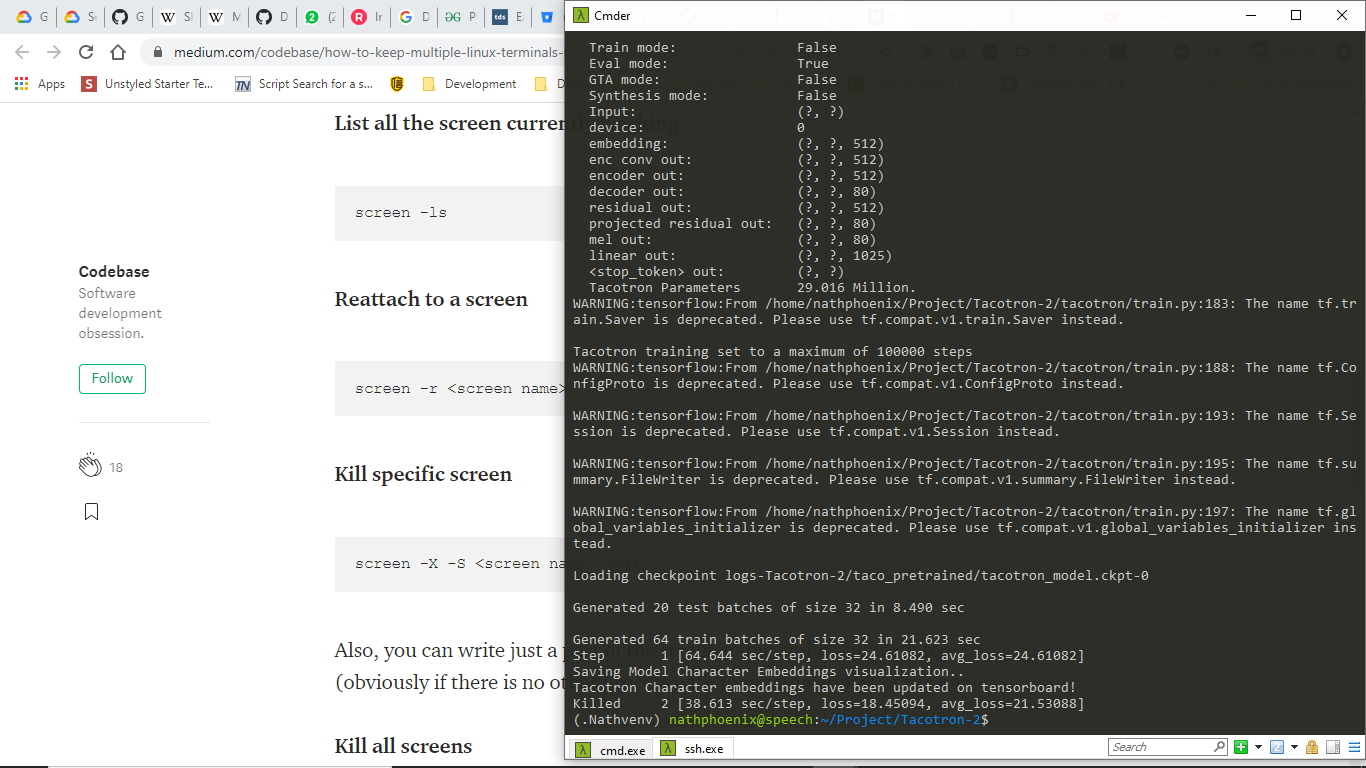 G
S
G
Si
M
D
(2
Ir
D
P
E
Cmder
medium.com/codebase/how-to-keep-multiple-linux-terminals-
Apps
Unstyled Starter Te...
Script Search for a s...
Development
List all the screen curren
screen -ls
Codebase
Software
development
obsession.
Follow
18
Reattach to a screen
screen -r <screen name>
Kill specific screen
screen -X -S <screen na
Also, you can write just a p
(obviously if there is no ot
Kill all screens
Train mode: False
Eval mode: True
GTA mode: False
Synthesis mode: False
Input: (?, ?)
device: 0
embedding: (?, ?, 512)
enc conv out: (?, ?, 512)
encoder out: (?, ?, 512)
decoder out: (?, ?, 80)
residual out: (?, ?, 512)
projected residual out: (?, ?, 80)
mel out: (?, ?, 80)
linear out: (?, ?, 1025)
<stop_token> out: (?, ?)
Tacotron Parameters 29.016 Million.
WARNING:tensorflow:From /home/nathphoenix/Project/Tacotron-2/tacotron/train.py:183: The name tf.tr
ain.Saver is deprecated. Please use tf.compat.v1.train.Saver instead.
Tacotron training set to a maximum of 100000 steps
WARNING:tensorflow:From /home/nathphoenix/Project/Tacotron-2/tacotron/train.py:188: The name tf.Co
nfigProto is deprecated. Please use tf.compat.v1.ConfigProto instead.
WARNING:tensorflow:From /home/nathphoenix/Project/Tacotron-2/tacotron/train.py:193: The name tf.Se
ssion is deprecated. Please use tf.compat.v1.Session instead.
WARNING:tensorflow:From /home/nathphoenix/Project/Tacotron-2/tacotron/train.py:195: The name tf.su
mmary.FileWriter is deprecated. Please use tf.compat.v1.summary.FileWriter instead.
WARNING:tensorflow:From /home/nathphoenix/Project/Tacotron-2/tacotron/train.py:197: The name tf.gl
obal_variables_initializer is deprecated. Please use tf.compat.v1.global_variables_initializer ins
tead.
Loading checkpoint logs-Tacotron-2/taco_pretrained/tacotron_model.ckpt-0
Generated 20 test batches of size 32 in 8.490 sec
Generated 64 train batches of size 32 in 21.623 sec
Step 1 [64.644 sec/step, loss=24.61082, avg_loss=24.61082]
Saving Model Character Embeddings visualization..
Tacotron Character embeddings have been updated on tensorboard!
Killed 2 [38.613 sec/step, loss=18.45094, avg_loss=21.53088]
(.Nathvenv) nathphoenix@speech:~/Project/Tacotron-2$
cmd.exe
ssh.exe
Search